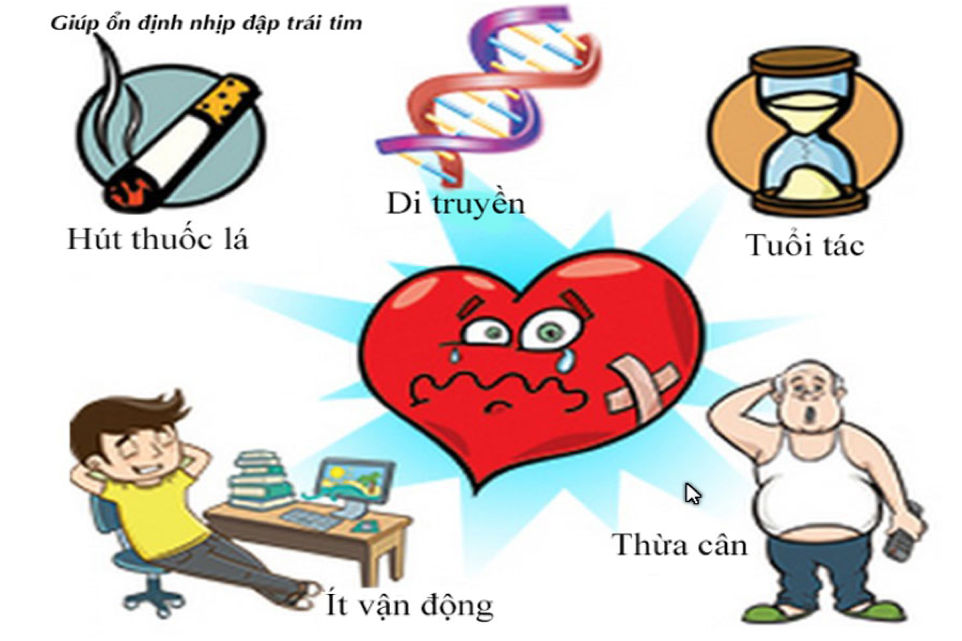 Giúp ổn định nhịp đập trái tim
Di truyền
Hút thuốc lá
Tuổi tác
Thừa cân
Ít vận động